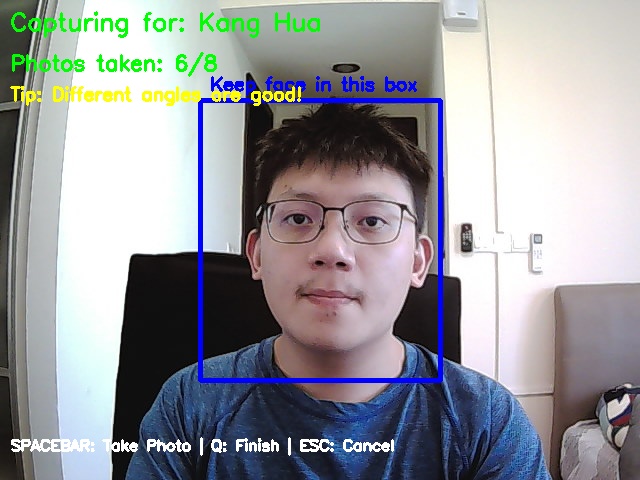 Capturing for: Kang Hua
Photos taken: 6/8
Keep face in this box
Tip: Different angles are good!
SPACEBAR: Take Photo | Q: Finish | ESC: Cancel